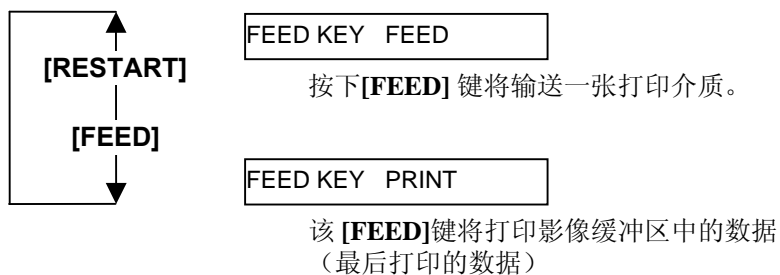 FEED KEY FEED
[RESTART]
按下[FEED] 键将输送一张打印介质。
[FEED]
FEED KEY PRINT
该 [FEED]键将打印影像缓冲区中的数据
（最后打印的数据）